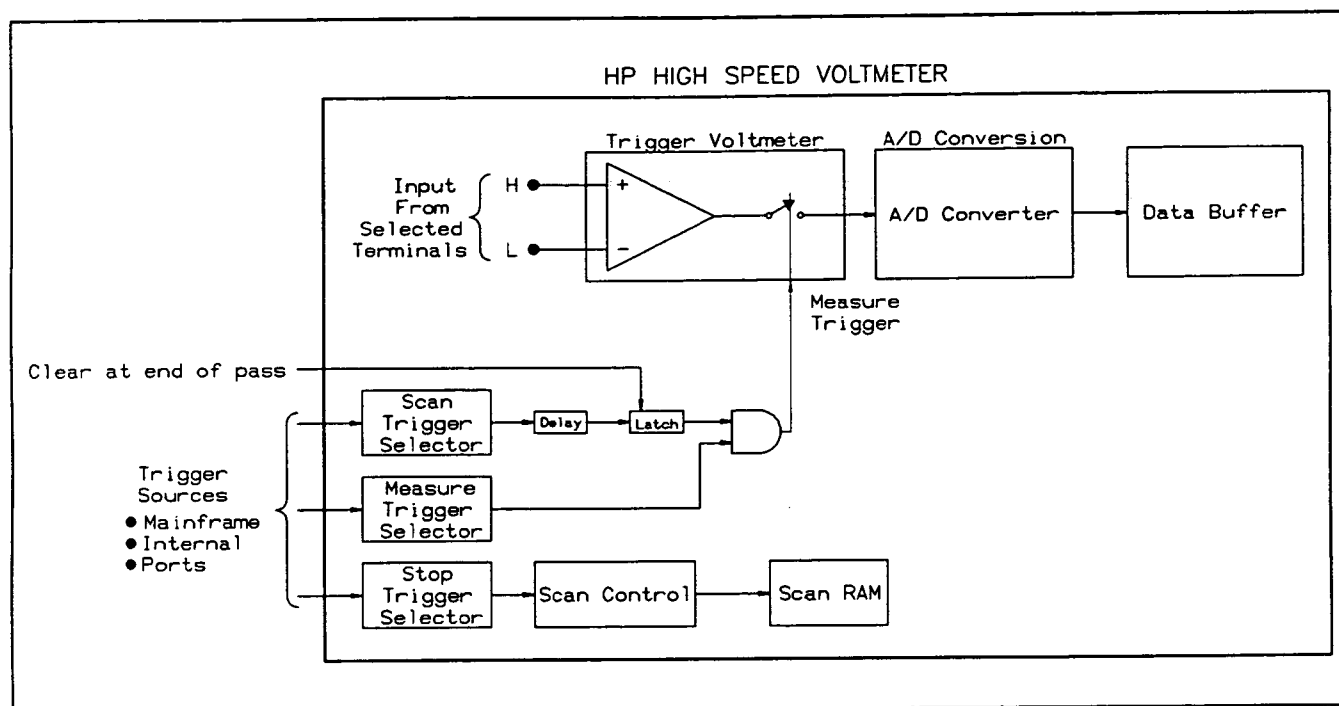 HP HIGH SPEED VOLTMETER
Trigger Voltmeter
A/D Conversion
Input
From
Selected
Terminals
H
L
+
−
A/D Converter
Data Buffer
Measure
Trigger
Clear at end of pass
Scan
Trigger
Selector
Delay
Latch
Trigger
Sources
● Mainframe
● Internal
● Ports
Measure
Trigger
Selector
Stop
Trigger
Selector
Scan Control
Scan RAM